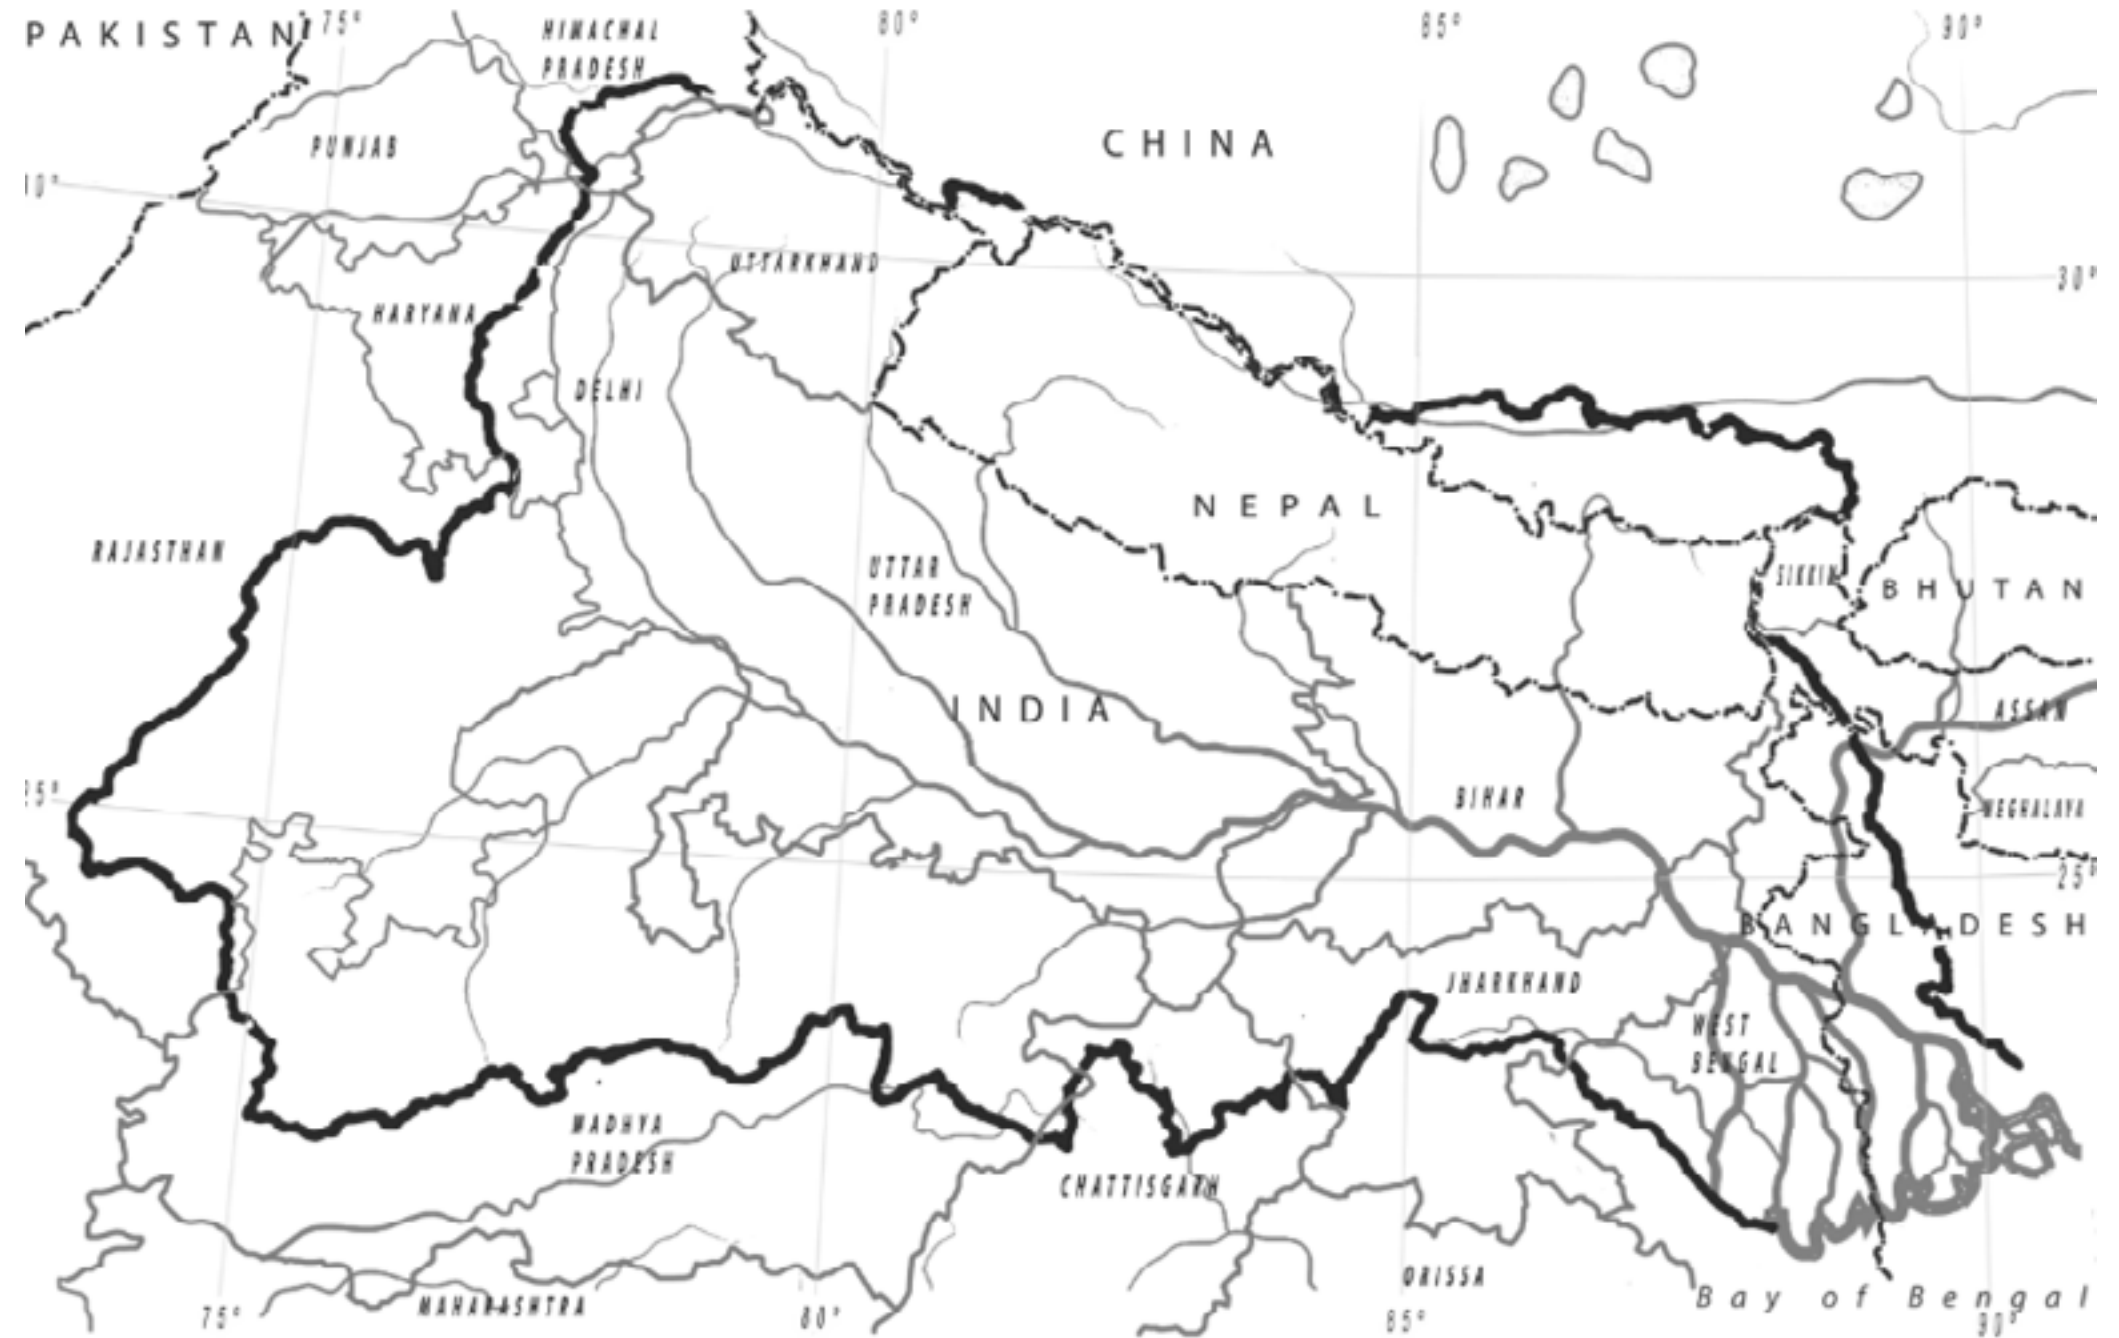 PAKISTAN
75°
HIMACHAL
PRADESH
80°
85°
90°
PUNJAB
CHINA
30°
UTTARKHAND
HARYANA
DELHI
NEPAL
RAJASTHAN
UTTAR
PRADESH
SIKKIM
BHUTAN
INDIA
ASSAM
BIHAR
MEGHALAYA
25°
25°
BANGLADESH
JHARKHAND
WEST
BENGAL
MADHYA
PRADESH
CHATTISGARH
ORISSA
MAHARASHTRA
Bay of Bengal
75°
80°
85°
90°